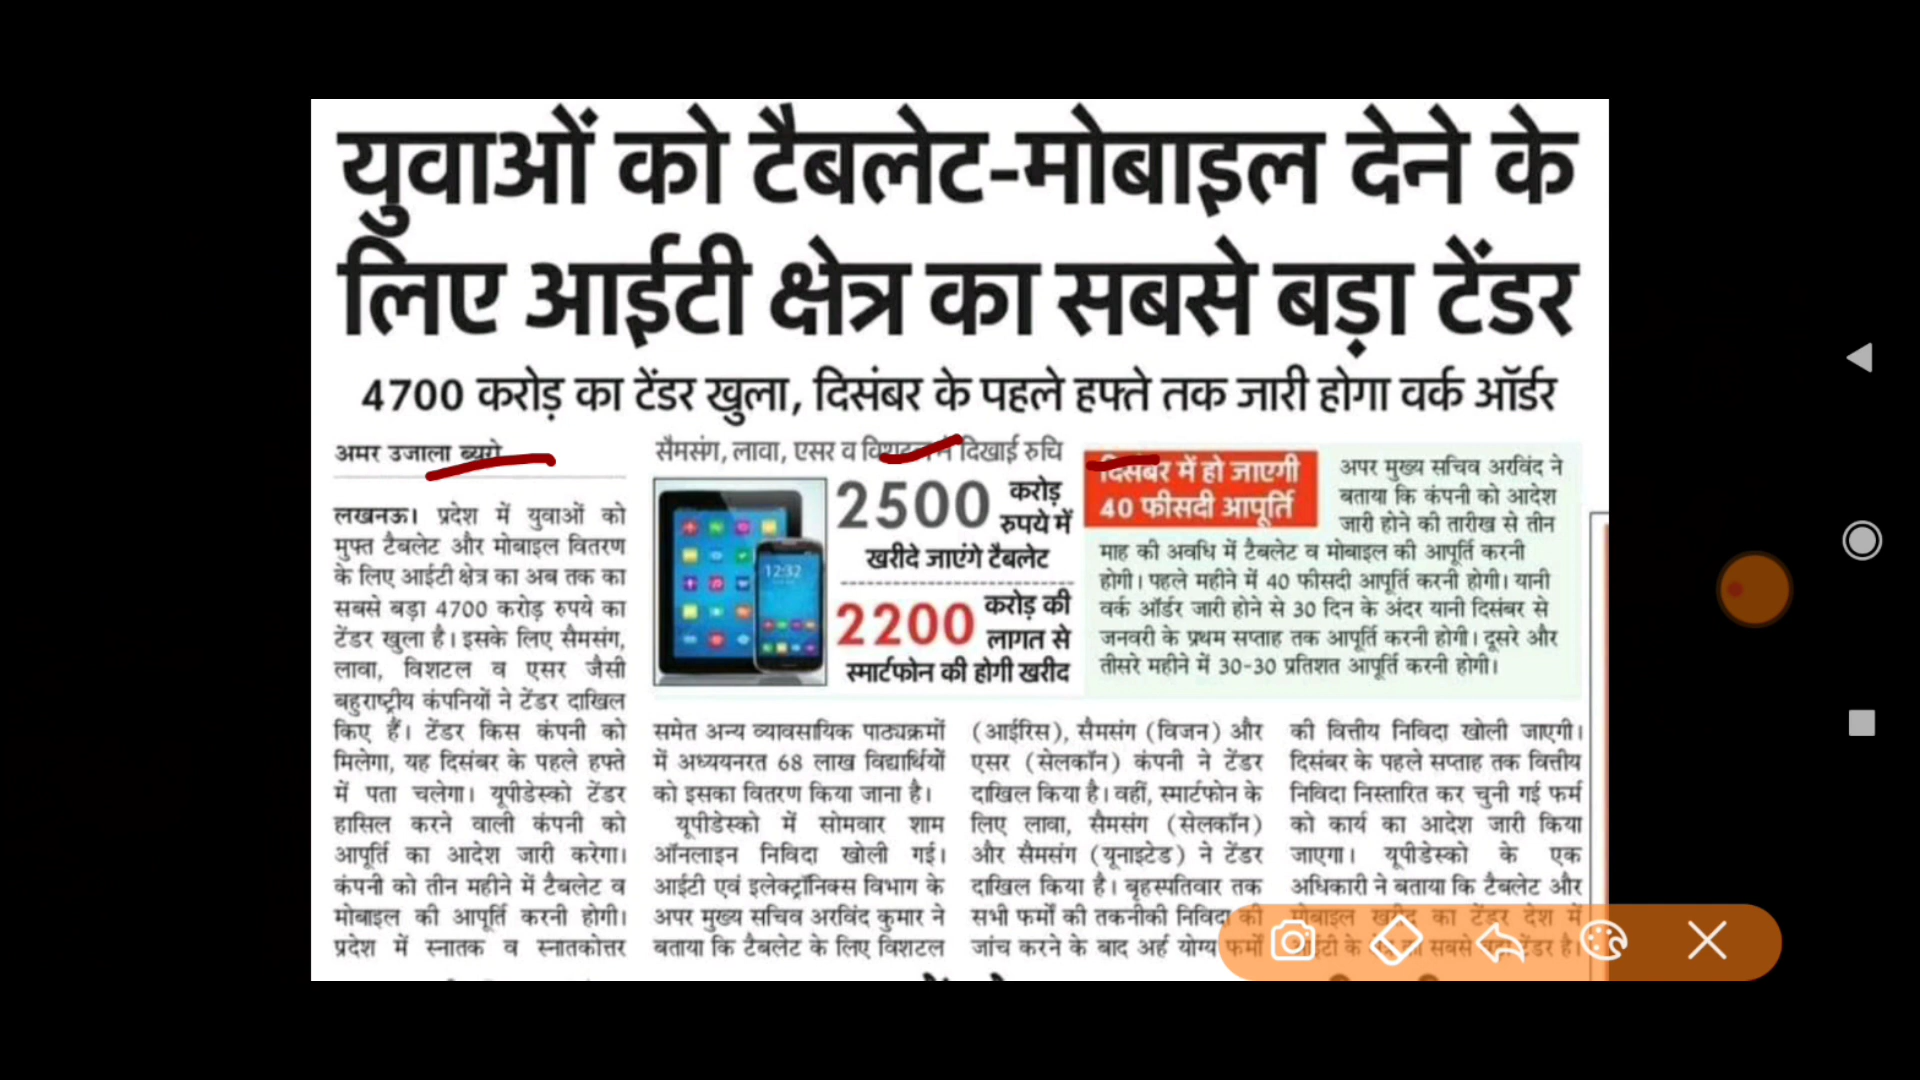 युवाओं को टैबलेट-मोबाइल देने के
लिए आईटी क्षेत्र का सबसे बड़ा टेंडर
4700 करोड़ का टेंडर खुला, दिसंबर के पहले हफ्ते तक जारी होगा वर्क ऑर्डर
अमर उजाला ब्यूरो
लखनऊ। प्रदेश में युवाओं को
मुफ्त टैबलेट और मोबाइल वितरण
के लिए आईटी क्षेत्र का अब तक का
सबसे बड़ा 4700 करोड़ रुपये का
टेंडर खुला है। इसके लिए सैमसंग,
लावा, विशटल व एसर जैसी
बहुराष्ट्रीय कंपनियों ने टेंडर दाखिल
किए हैं। टेंडर किस कंपनी को
मिलेगा, यह दिसंबर के पहले हफ्ते
में पता चलेगा। यूपीडेस्को टेंडर
हासिल करने वाली कंपनी को
आपूर्ति का आदेश जारी करेगा।
कंपनी को तीन महीने में टैबलेट व
मोबाइल की आपूर्ति करनी होगी।
प्रदेश में स्नातक व स्नातकोत्तर
सैमसंग, लावा, एसर व विशटल ने दिखाई रुचि
12:32
2500 करोड़
रुपये में
खरीदे जाएंगे टैबलेट
2200 करोड़ की
लागत से
स्मार्टफोन की होगी खरीद
दिसंबर में हो जाएगी
40 फीसदी आपूर्ति
अपर मुख्य सचिव अरविंद ने
बताया कि कंपनी को आदेश
जारी होने की तारीख से तीन
माह की अवधि में टैबलेट व मोबाइल की आपूर्ति करनी
होगी। पहले महीने में 40 फीसदी आपूर्ति करनी होगी। यानी
वर्क ऑर्डर जारी होने से 30 दिन के अंदर यानी दिसंबर से
जनवरी के प्रथम सप्ताह तक आपूर्ति करनी होगी। दूसरे और
तीसरे महीने में 30-30 प्रतिशत आपूर्ति करनी होगी।
समेत अन्य व्यावसायिक पाठ्यक्रमों
में अध्ययनरत 68 लाख विद्यार्थियों
को इसका वितरण किया जाना है।
यूपीडेस्को में सोमवार शाम
ऑनलाइन निविदा खोली गई।
आईटी एवं इलेक्ट्रॉनिक्स विभाग के
अपर मुख्य सचिव अरविंद कुमार ने
बताया कि टैबलेट के लिए विशटल
(आईरिस), सैमसंग (विजन) और
एसर (सेलकॉन) कंपनी ने टेंडर
दाखिल किया है। वहीं, स्मार्टफोन के
लिए लावा, सैमसंग (सेलकॉन)
और सैमसंग (यूनाइटेड) ने टेंडर
दाखिल किया है। बृहस्पतिवार तक
सभी फर्मों की तकनीकी निविदा की
जांच करने के बाद अर्ह योग्य फर्मों
की वित्तीय निविदा खोली जाएगी।
दिसंबर के पहले सप्ताह तक वित्तीय
निविदा निस्तारित कर चुनी गई फर्म
को कार्य का आदेश जारी किया
जाएगा। यूपीडेस्को के एक
अधिकारी ने बताया कि टैबलेट और
मोबाइल खरीद का टेंडर देश में
आईटी के का सबसे बड़ा टेंडर है।